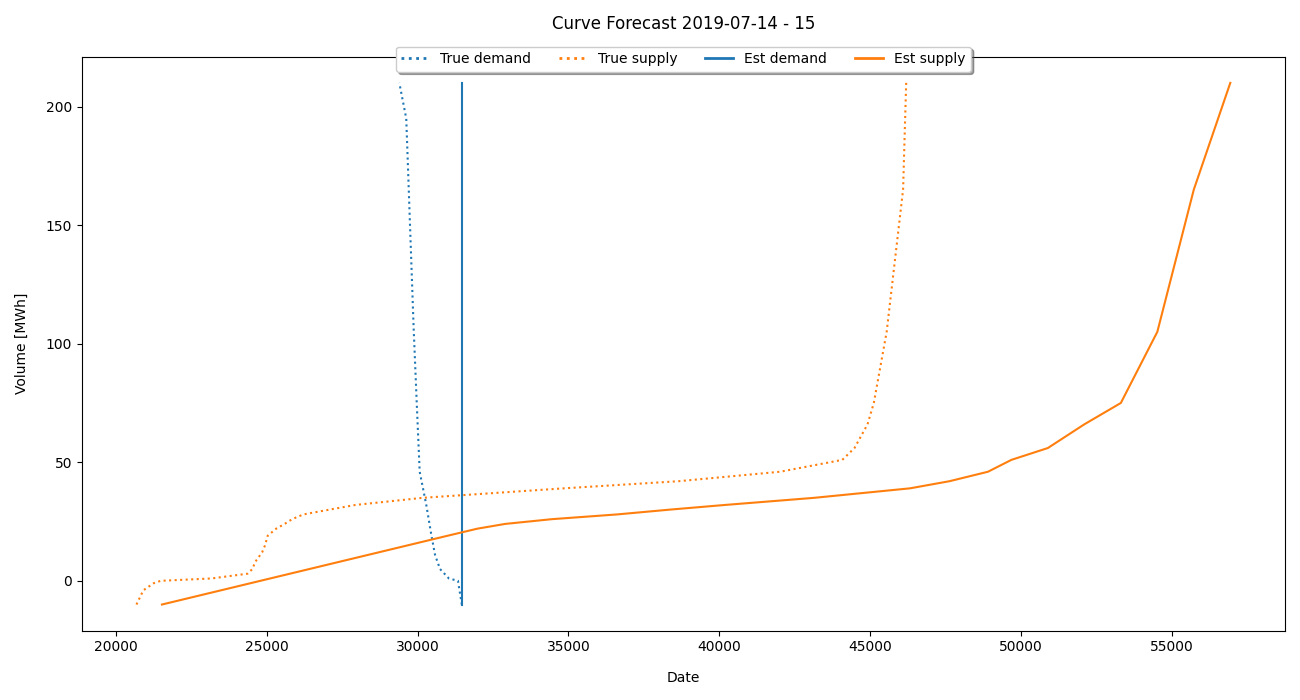 Curve Forecast 2019-07-14 - 15
True demand True supply Est demand Est supply
200
150
100
50
0
Volume [MWh]
20000 25000 30000 35000 40000 45000 50000 55000
Date